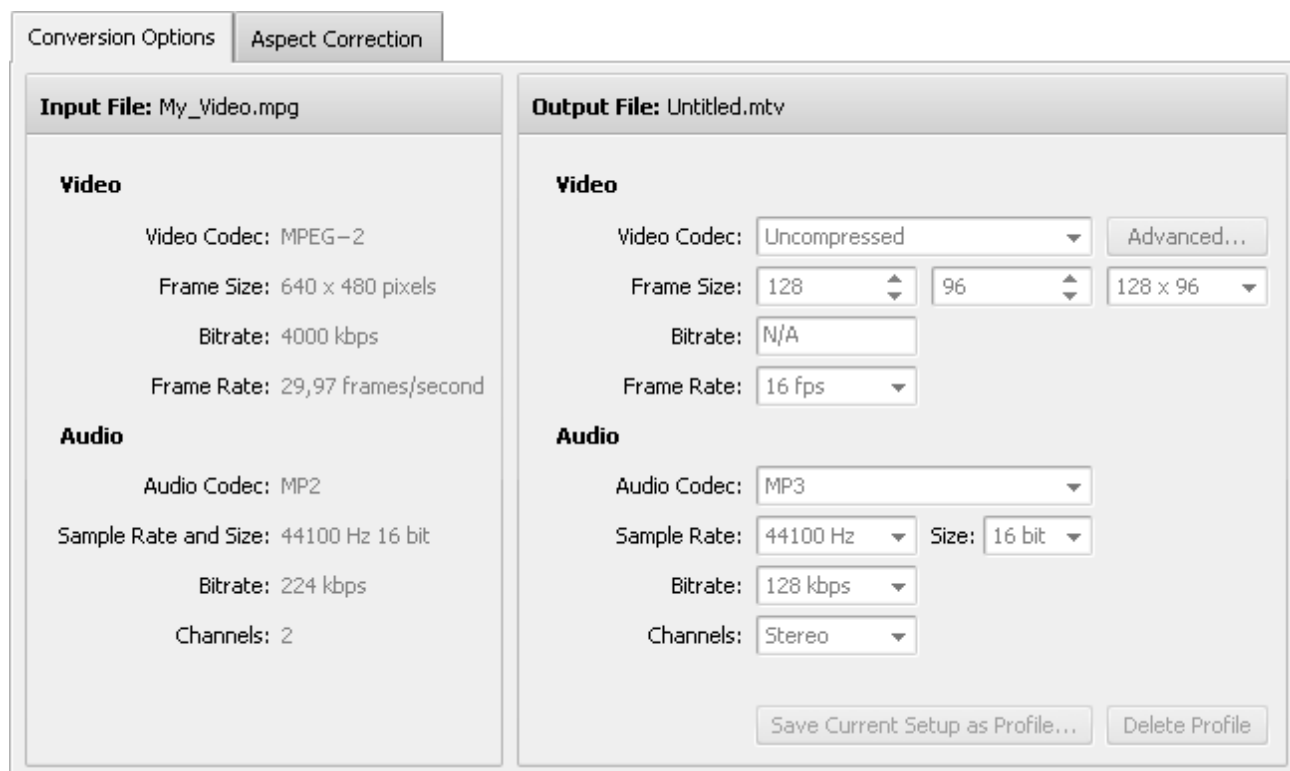 Conversion Options
Aspect Correction
Input File: My_Video.mpg
Video
Video Codec: MPEG-2
Frame Size: 640 x 480 pixels
Bitrate: 4000 kbps
Frame Rate: 29,97 frames/second
Audio
Audio Codec: MP2
Sample Rate and Size: 44100 Hz 16 bit
Bitrate: 224 kbps
Channels: 2
Output File: Untitled.mtv
Video
Video Codec: Uncompressed Advanced...
Frame Size: 128 96 128 x 96
Bitrate: N/A
Frame Rate: 16 fps
Audio
Audio Codec: MP3
Sample Rate: 44100 Hz Size: 16 bit
Bitrate: 128 kbps
Channels: Stereo
Save Current Setup as Profile... Delete Profile